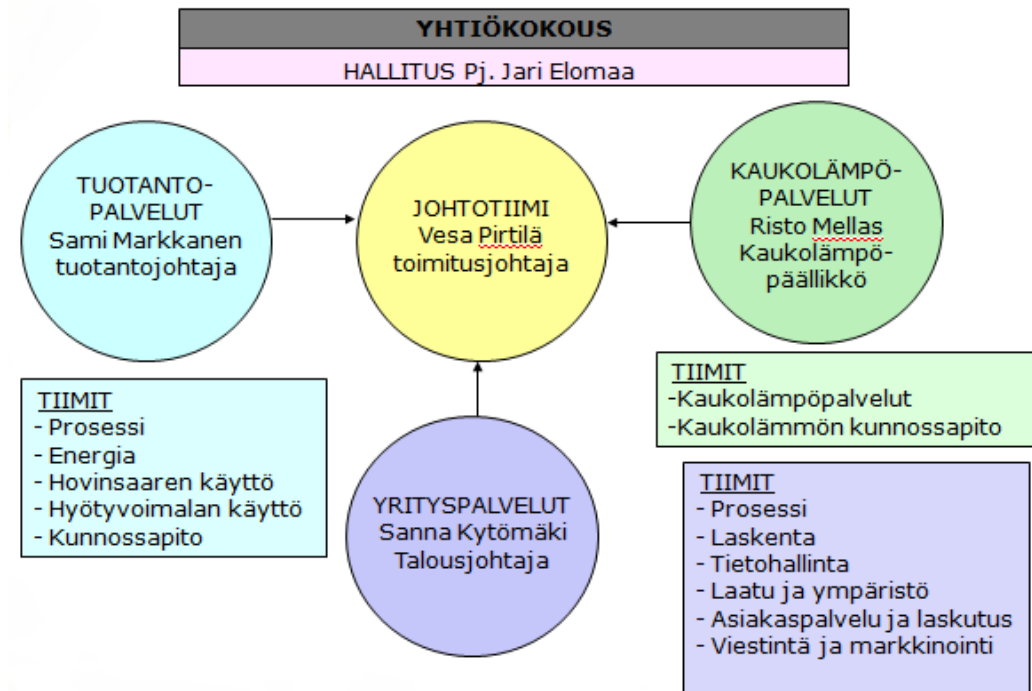 YHTIÖKOKOUS
HALLITUS Pj. Jari Elomaa
TUOTANTO-
PALVELUT
Sami Markkanen
tuotantojohtaja
JOHTOTIIMI
Vesa Pirtilä
toimitusjohtaja
KAUKOLÄMPÖ-
PALVELUT
Risto Mellas
Kaukolämpö-
päällikkö
TIIMIT
- Prosessi
- Energia
- Hovinsaaren käyttö
- Hyötyvoimalan käyttö
- Kunnossapito
YRITYSPALVELUT
Sanna Kytömäki
Talousjohtaja
TIIMIT
-Kaukolämpöpalvelut
-Kaukolämmön kunnossapito
TIIMIT
- Prosessi
- Laskenta
- Tietohallinta
- Laatu ja ympäristö
- Asiakaspalvelu ja laskutus
- Viestintä ja markkinointi